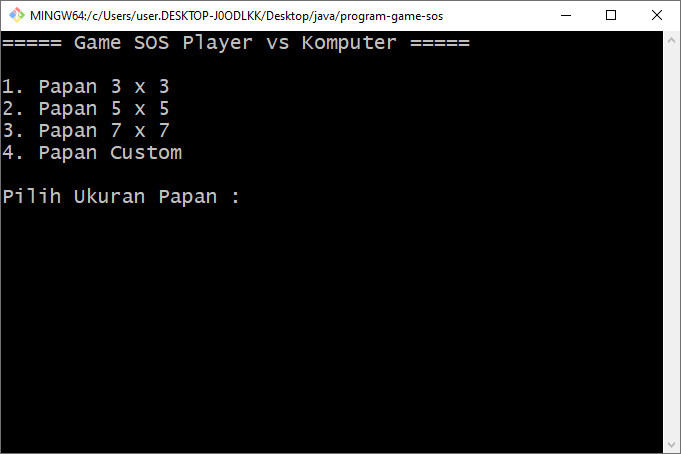 MINGW64:/c/Users/user.DESKTOP-J0ODLKK/Desktop/java/program-game-sos
===== Game SOS Player vs Komputer =====
1. Papan 3 x 3
2. Papan 5 x 5
3. Papan 7 x 7
4. Papan Custom
Pilih Ukuran Papan :